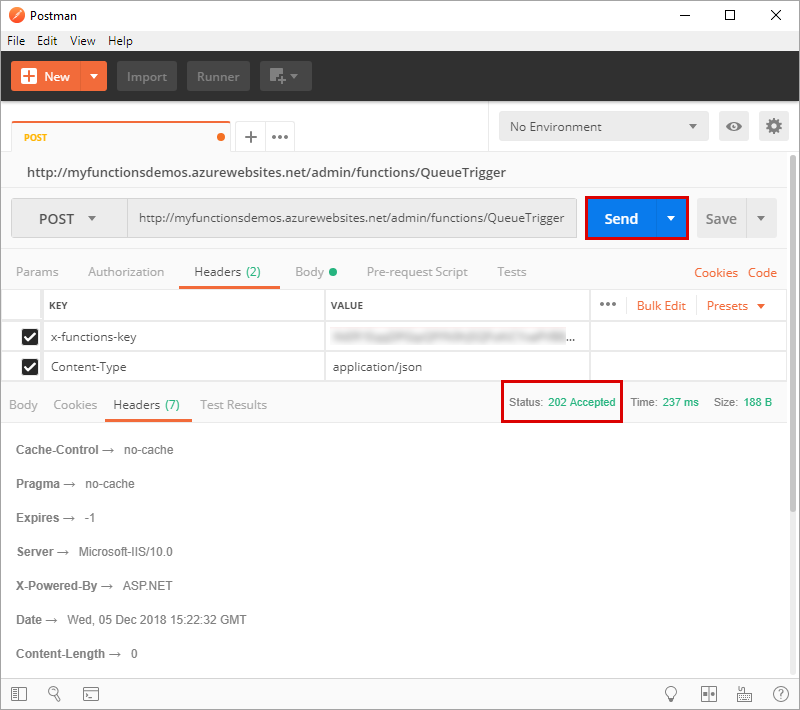 Postman
File Edit View Help
New Import Runner
POST
No Environment
http://myfunctionsdemos.azurewebsites.net/admin/functions/QueueTrigger
POST http://myfunctionsdemos.azurewebsites.net/admin/functions/QueueTrigger Send Save
Params Authorization Headers (2) Body Pre-request Script Tests Cookies Code
KEY VALUE ••• Bulk Edit Presets
x-functions-key ...
Content-Type application/json
Body Cookies Headers (7) Test Results Status: 202 Accepted Time: 237 ms Size: 188 B
Cache-Control → no-cache
Pragma → no-cache
Expires → -1
Server → Microsoft-IIS/10.0
X-Powered-By → ASP.NET
Date → Wed, 05 Dec 2018 15:22:32 GMT
Content-Length → 0